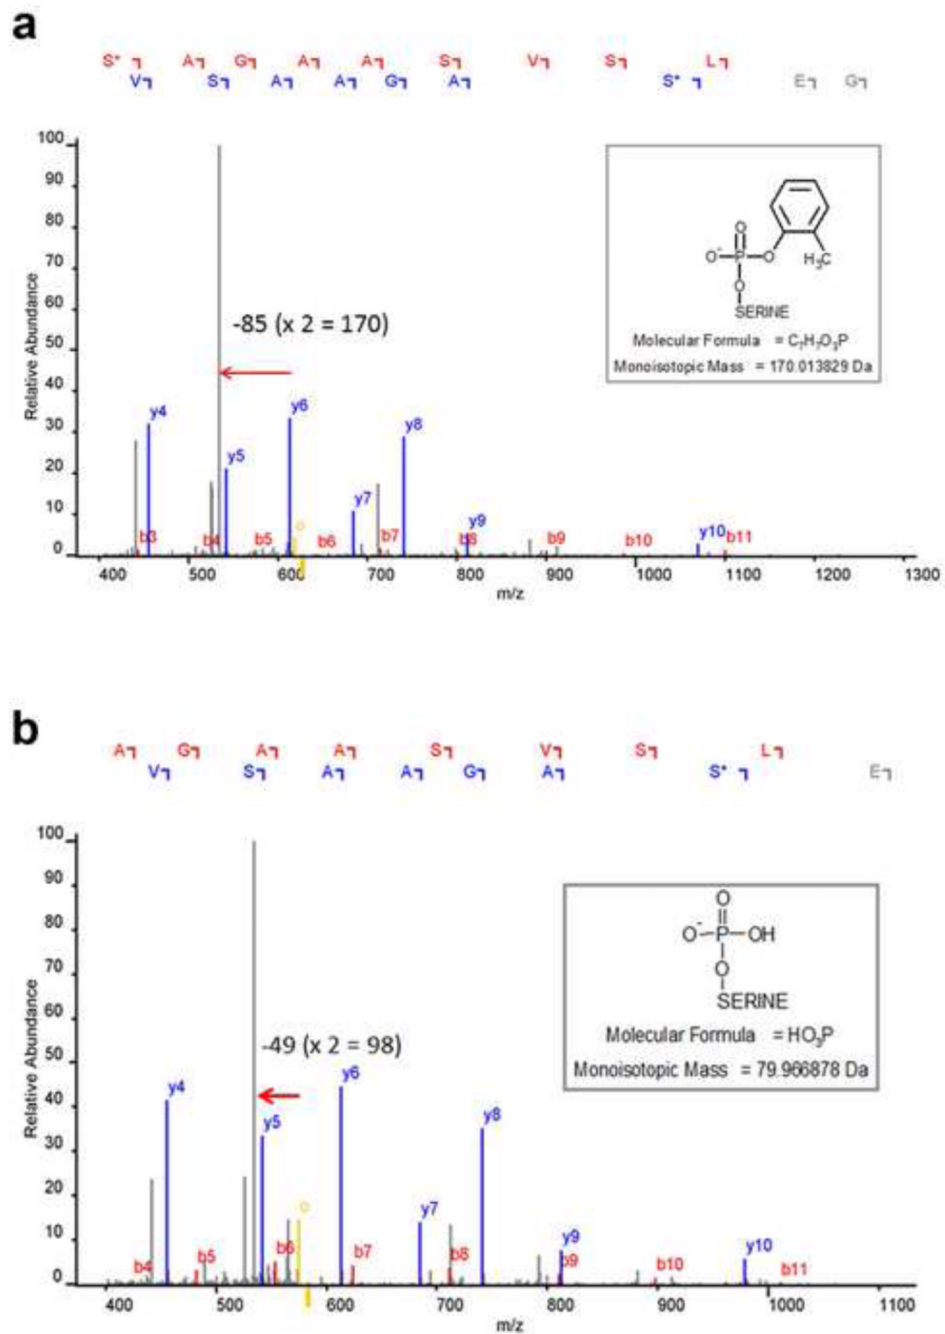 a
S* A G A A S V S L
V S A A G A S* E G
100
90
80
70
60
50
40
30
20
10
0
Relative Abundance
-85 (x 2 = 170)
y4
y5
y6
y7
y8
y9
y10
b3
b4
b5
b6
b7
b8
b9
b10
b11
O
O
O⁻
P
O
H₃C
O
SERINE
Molecular Formula = C₇H₇O₃P
Monoisotopic Mass = 170.013829 Da
400 500 600 700 800 900 1000 1100 1200 1300
m/z
b
A G A A S V S L
V S A A G A S* E
100
90
80
70
60
50
40
30
20
10
0
Relative Abundance
-49 (x 2 = 98)
y4
y5
y6
y7
y8
y9
y10
b4
b5
b6
b7
b8
b9
b10
b11
O
O
O⁻
P
OH
O
SERINE
Molecular Formula = HO₃P
Monoisotopic Mass = 79.966878 Da
400 500 600 700 800 900 1000 1100
m/z